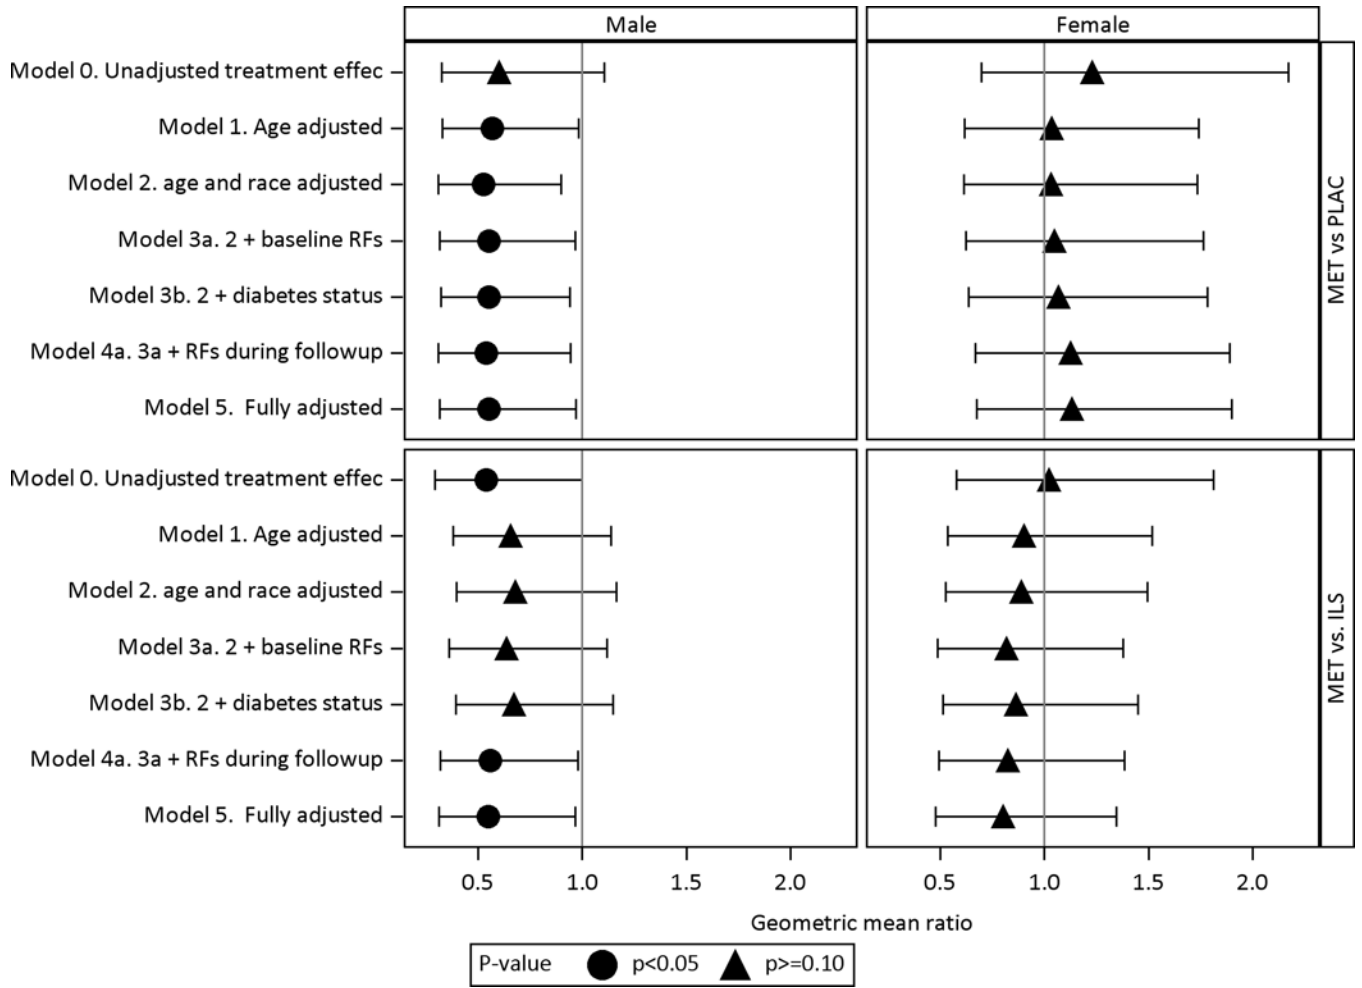 Male
Female
Model 0. Unadjusted treatment effec
Model 1. Age adjusted
Model 2. age and race adjusted
Model 3a. 2 + baseline RFs
Model 3b. 2 + diabetes status
Model 4a. 3a + RFs during followup
Model 5.  Fully adjusted
MET vs PLAC
Model 0. Unadjusted treatment effec
Model 1. Age adjusted
Model 2. age and race adjusted
Model 3a. 2 + baseline RFs
Model 3b. 2 + diabetes status
Model 4a. 3a + RFs during followup
Model 5.  Fully adjusted
MET vs. ILS
0.5 1.0 1.5 2.0
0.5 1.0 1.5 2.0
Geometric mean ratio
P-value p<0.05 p>=0.10